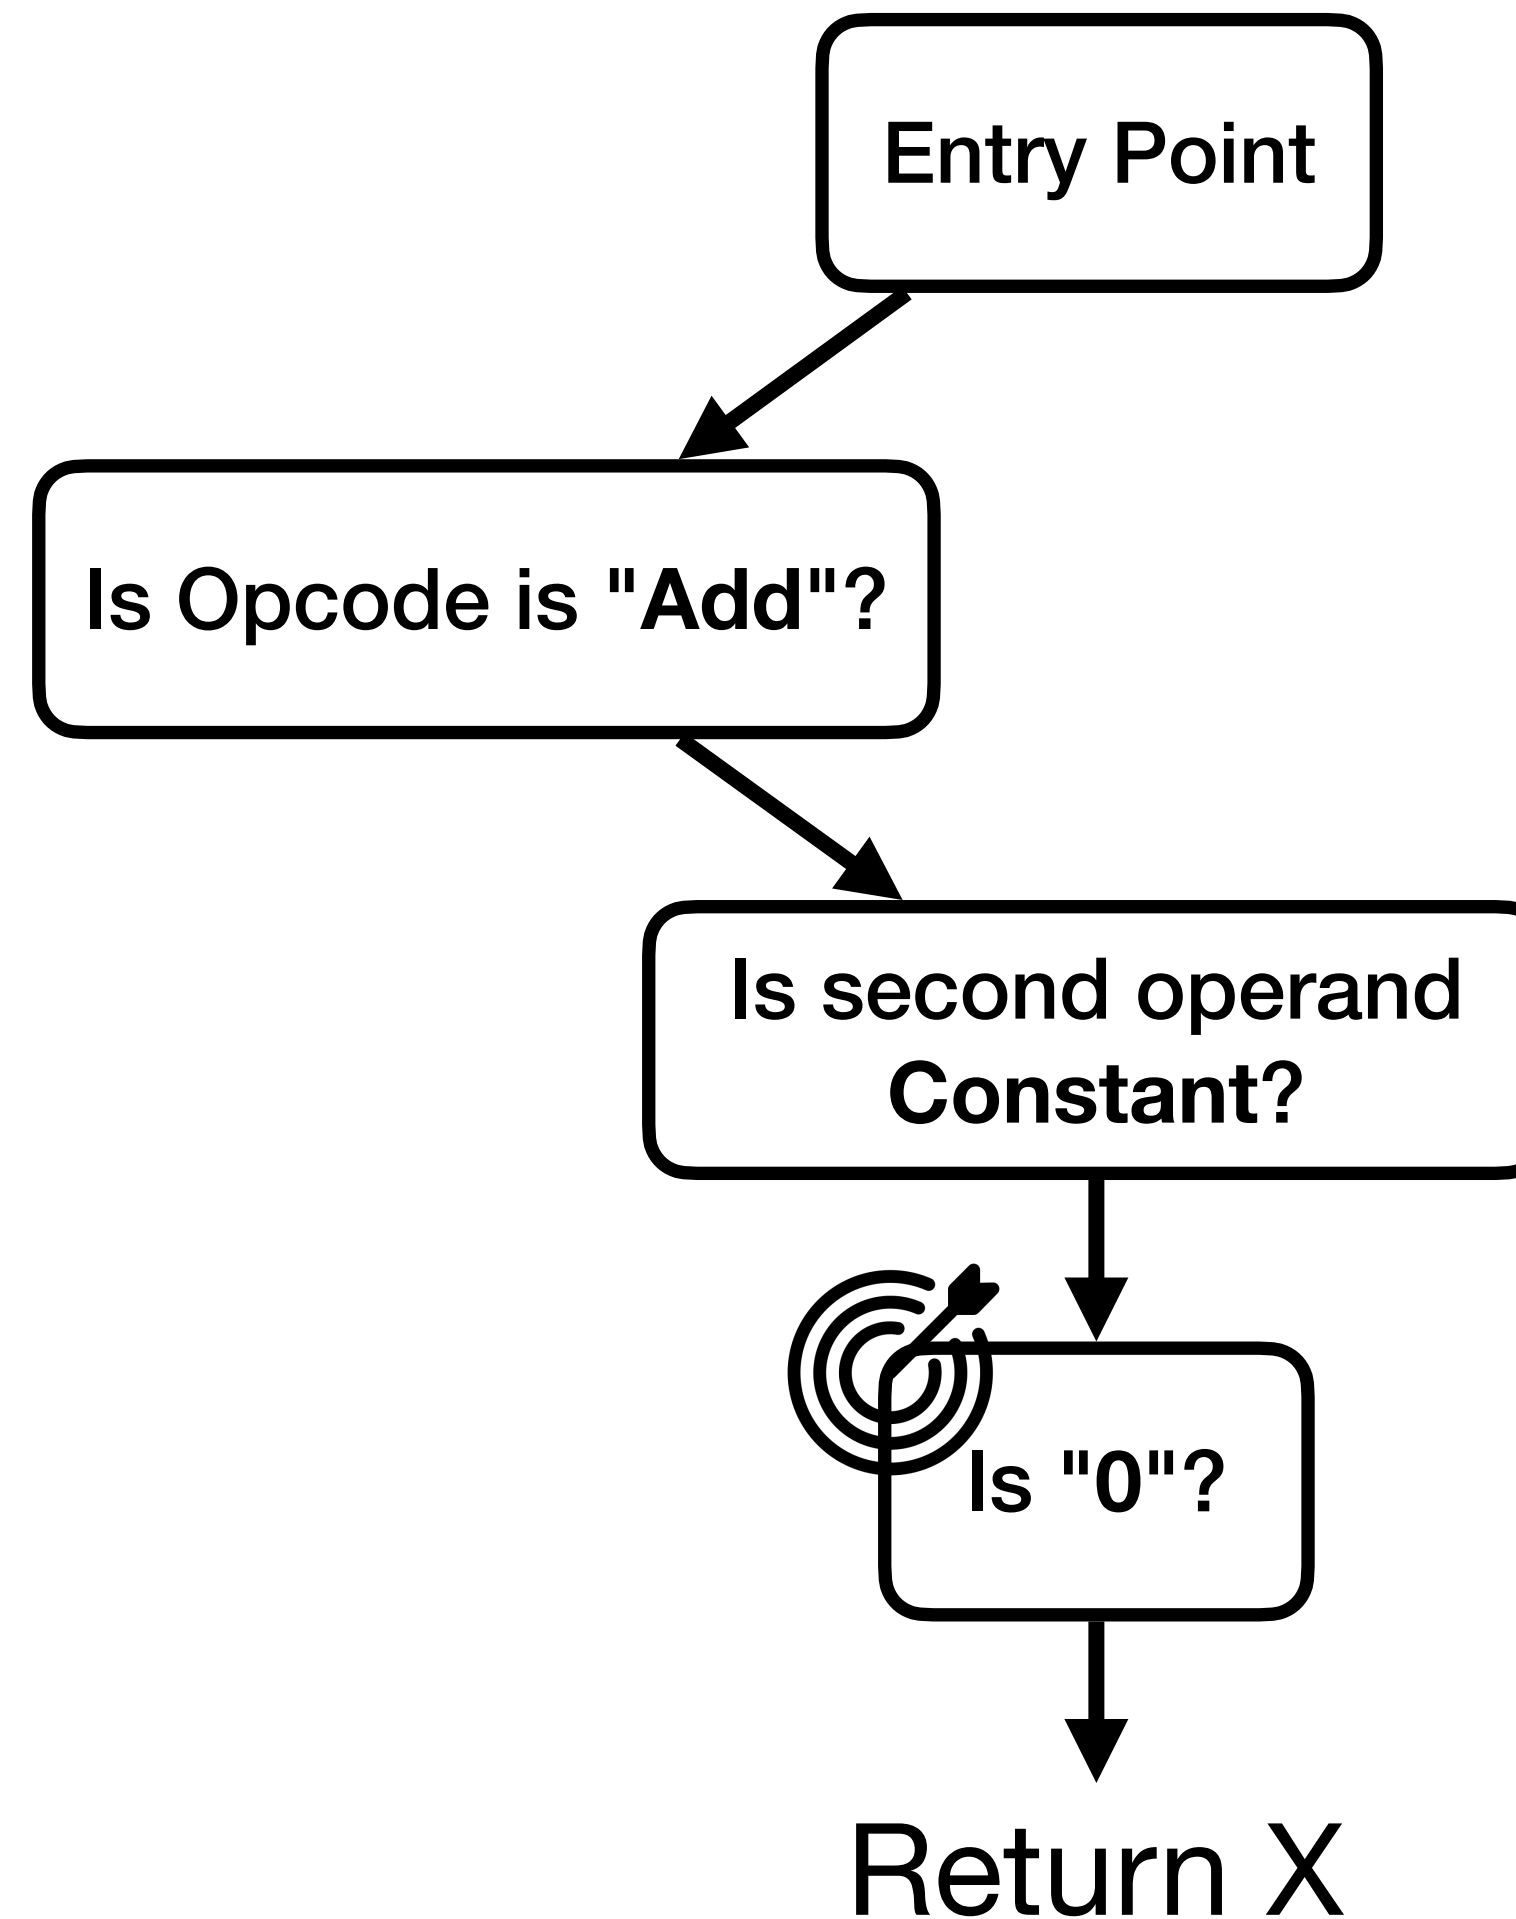 Entry Point
Is Opcode is "Add"?
Is second operand
Constant?
Is "0"?
Return X